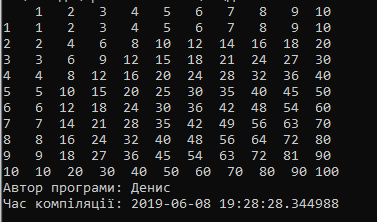 1 2 3 4 5 6 7 8 9 10
1 1 2 3 4 5 6 7 8 9 10
2 2 4 6 8 10 12 14 16 18 20
3 3 6 9 12 15 18 21 24 27 30
4 4 8 12 16 20 24 28 32 36 40
5 5 10 15 20 25 30 35 40 45 50
6 6 12 18 24 30 36 42 48 54 60
7 7 14 21 28 35 42 49 56 63 70
8 8 16 24 32 40 48 56 64 72 80
9 9 18 27 36 45 54 63 72 81 90
10 10 20 30 40 50 60 70 80 90 100
Автор програми: Денис
Час компіляції: 2019-06-08 19:28:28.344988